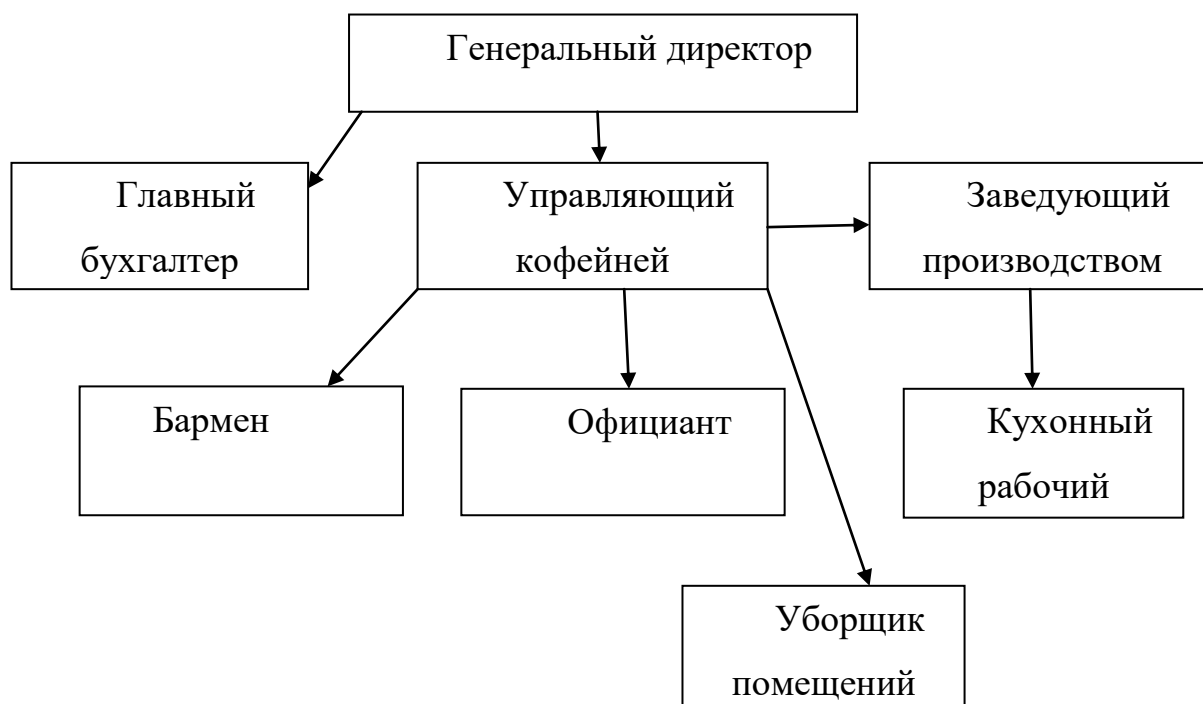 Генеральный директор
Главный
бухгалтер
Управляющий
кофейней
Заведующий
производством
Бармен
Официант
Кухонный
рабочий
Уборщик
помещений